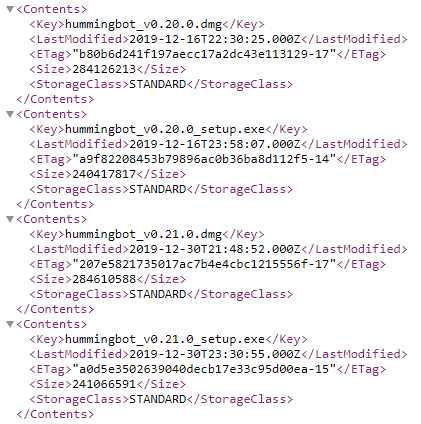 <Contents>
<Key>hummingbot_v0.20.0.dmg</Key>
<LastModified>2019-12-16T22:30:25.000Z</LastModified>
<ETag>"b80b6d241f197aecc17a2dc43e113129-17"</ETag>
<Size>284126213</Size>
<StorageClass>STANDARD</StorageClass>
</Contents>
<Contents>
<Key>hummingbot_v0.20.0_setup.exe</Key>
<LastModified>2019-12-16T23:58:07.000Z</LastModified>
<ETag>"a9f82208453b79896ac0b36ba8d112f5-14"</ETag>
<Size>240417817</Size>
<StorageClass>STANDARD</StorageClass>
</Contents>
<Contents>
<Key>hummingbot_v0.21.0.dmg</Key>
<LastModified>2019-12-30T21:48:52.000Z</LastModified>
<ETag>"207e5821735017ac7b4e4cbc1215556f-17"</ETag>
<Size>284610588</Size>
<StorageClass>STANDARD</StorageClass>
</Contents>
<Contents>
<Key>hummingbot_v0.21.0_setup.exe</Key>
<LastModified>2019-12-30T23:30:55.000Z</LastModified>
<ETag>"a0d5e3502639040decb17e33c95d00ea-15"</ETag>
<Size>241066591</Size>
<StorageClass>STANDARD</StorageClass>
</Contents>